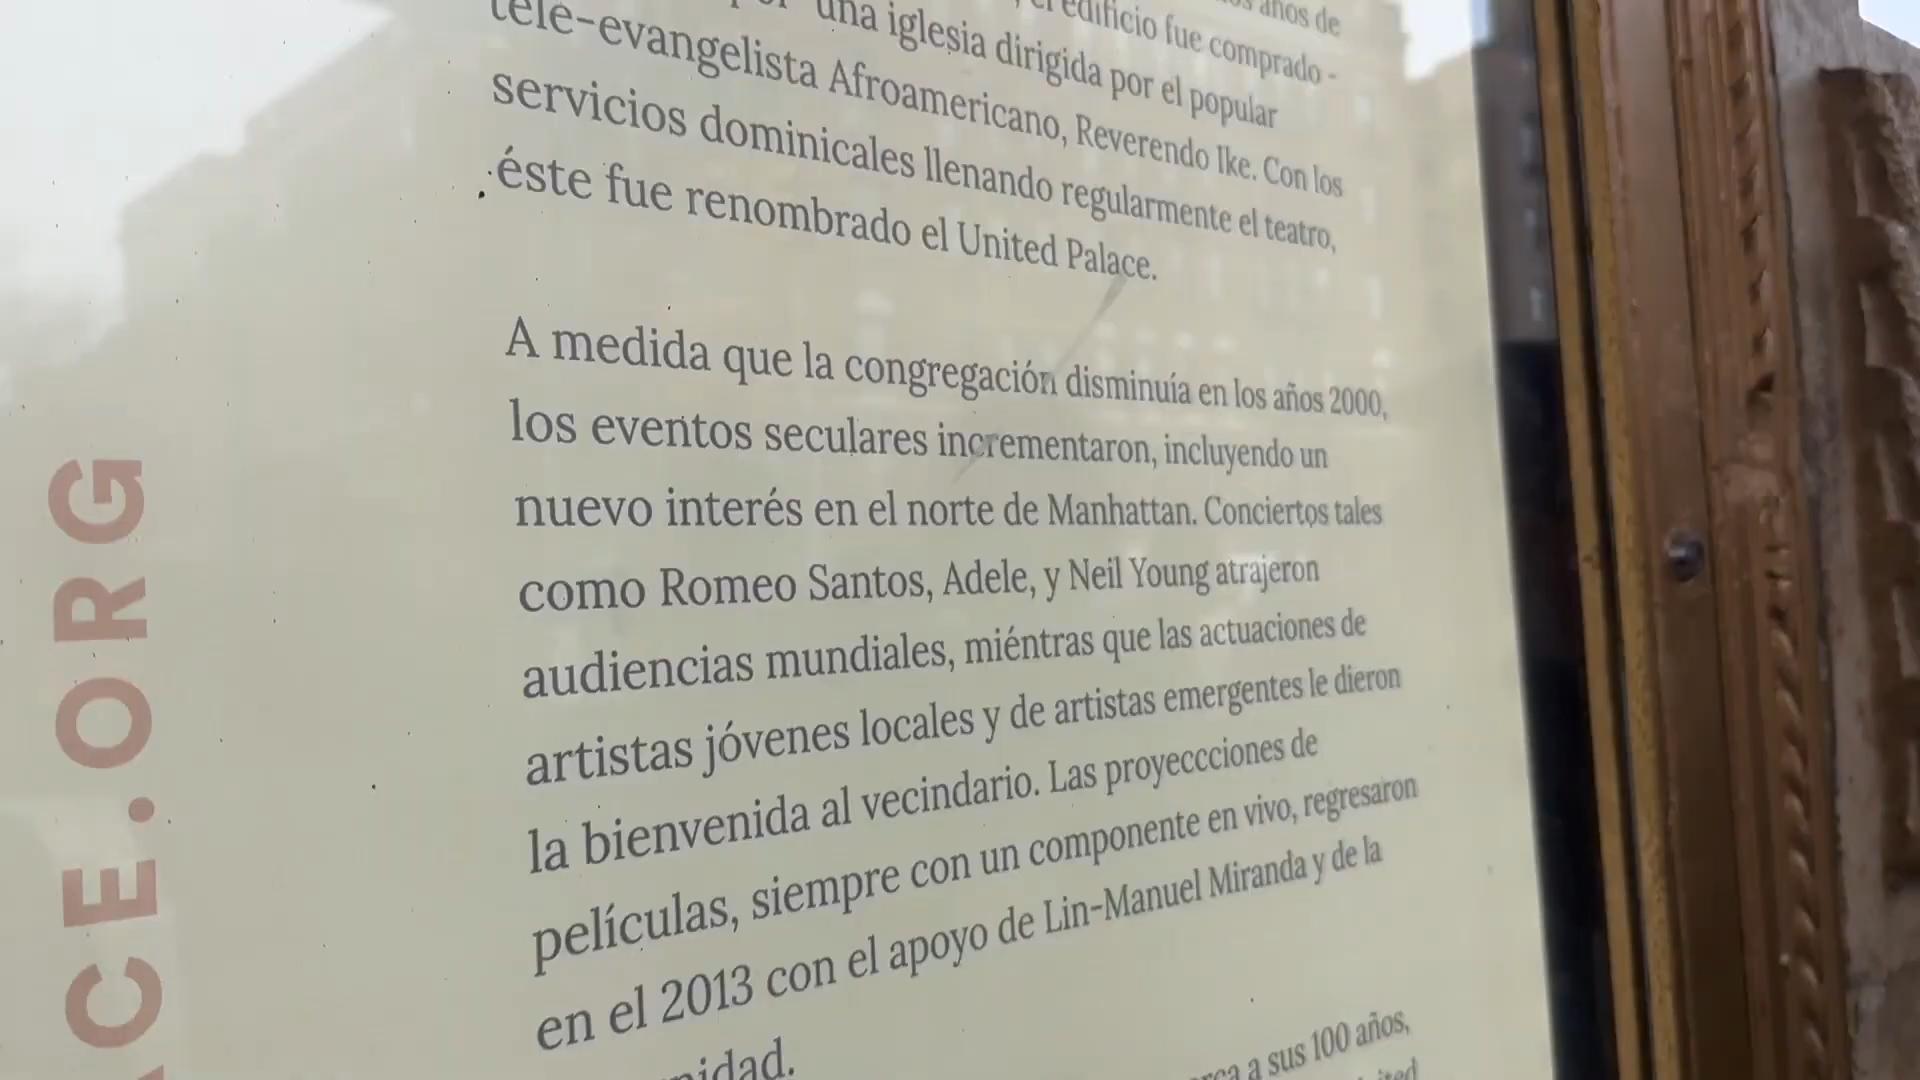 años de
edificio fue comprado -
una iglesia dirigida por el popular
tele-evangelista Afroamericano, Reverendo Ike. Con los
servicios dominicales llenando regularmente el teatro,
éste fue renombrado el United Palace.
A medida que la congregación disminuía en los años 2000,
los eventos seculares incrementaron, incluyendo un
nuevo interés en el norte de Manhattan. Conciertos tales
como Romeo Santos, Adele, y Neil Young atrajeron
audiencias mundiales, miéntras que las actuaciones de
artistas jóvenes locales y de artistas emergentes le dieron
la bienvenida al vecindario. Las proyeccciones de
películas, siempre con un componente en vivo, regresaron
en el 2013 con el apoyo de Lin-Manuel Miranda y de la
a sus 100 años,
CE.ORG